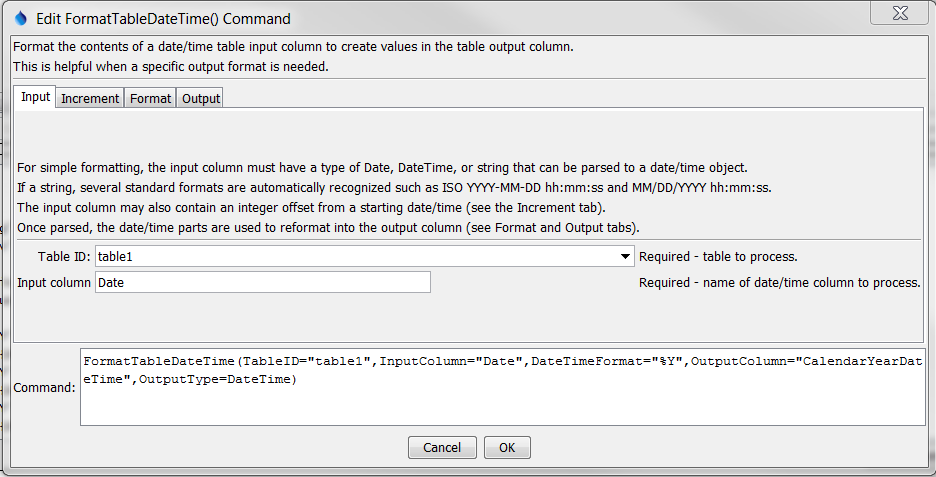 Edit FormatTableDateTime() Command
Format the contents of a date/time table input column to create values in the table output column.
This is helpful when a specific output format is needed.
Input Increment Format Output
For simple formatting, the input column must have a type of Date, DateTime, or string that can be parsed to a date/time object.
If a string, several standard formats are automatically recognized such as ISO YYYY-MM-DD hh:mm:ss and MM/DD/YYYY hh:mm:ss.
The input column may also contain an integer offset from a starting date/time (see the Increment tab).
Once parsed, the date/time parts are used to reformat into the output column (see Format and Output tabs).
Table ID: table1 Required - table to process.
Input column Date Required - name of date/time column to process.
FormatTableDateTime(TableID="table1",InputColumn="Date",DateTimeFormat="%Y",OutputColumn="CalendarYearDat
Command: eTime",OutputType=DateTime)
Cancel OK